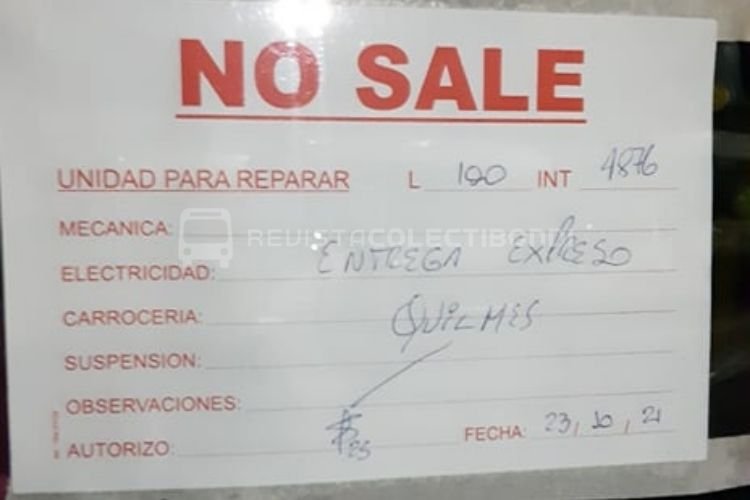 NO SALE
UNIDAD PARA REPARAR L 190 INT 4876
MECANICA:
REVISTACOLECTIBONDI
ENTREGA EXPRESO
ELECTRICIDAD:
CARROCERIA: QUILMES
SUSPENSION:
OBSERVACIONES:
AUTORIZO: FECHA: 23, 10, 21